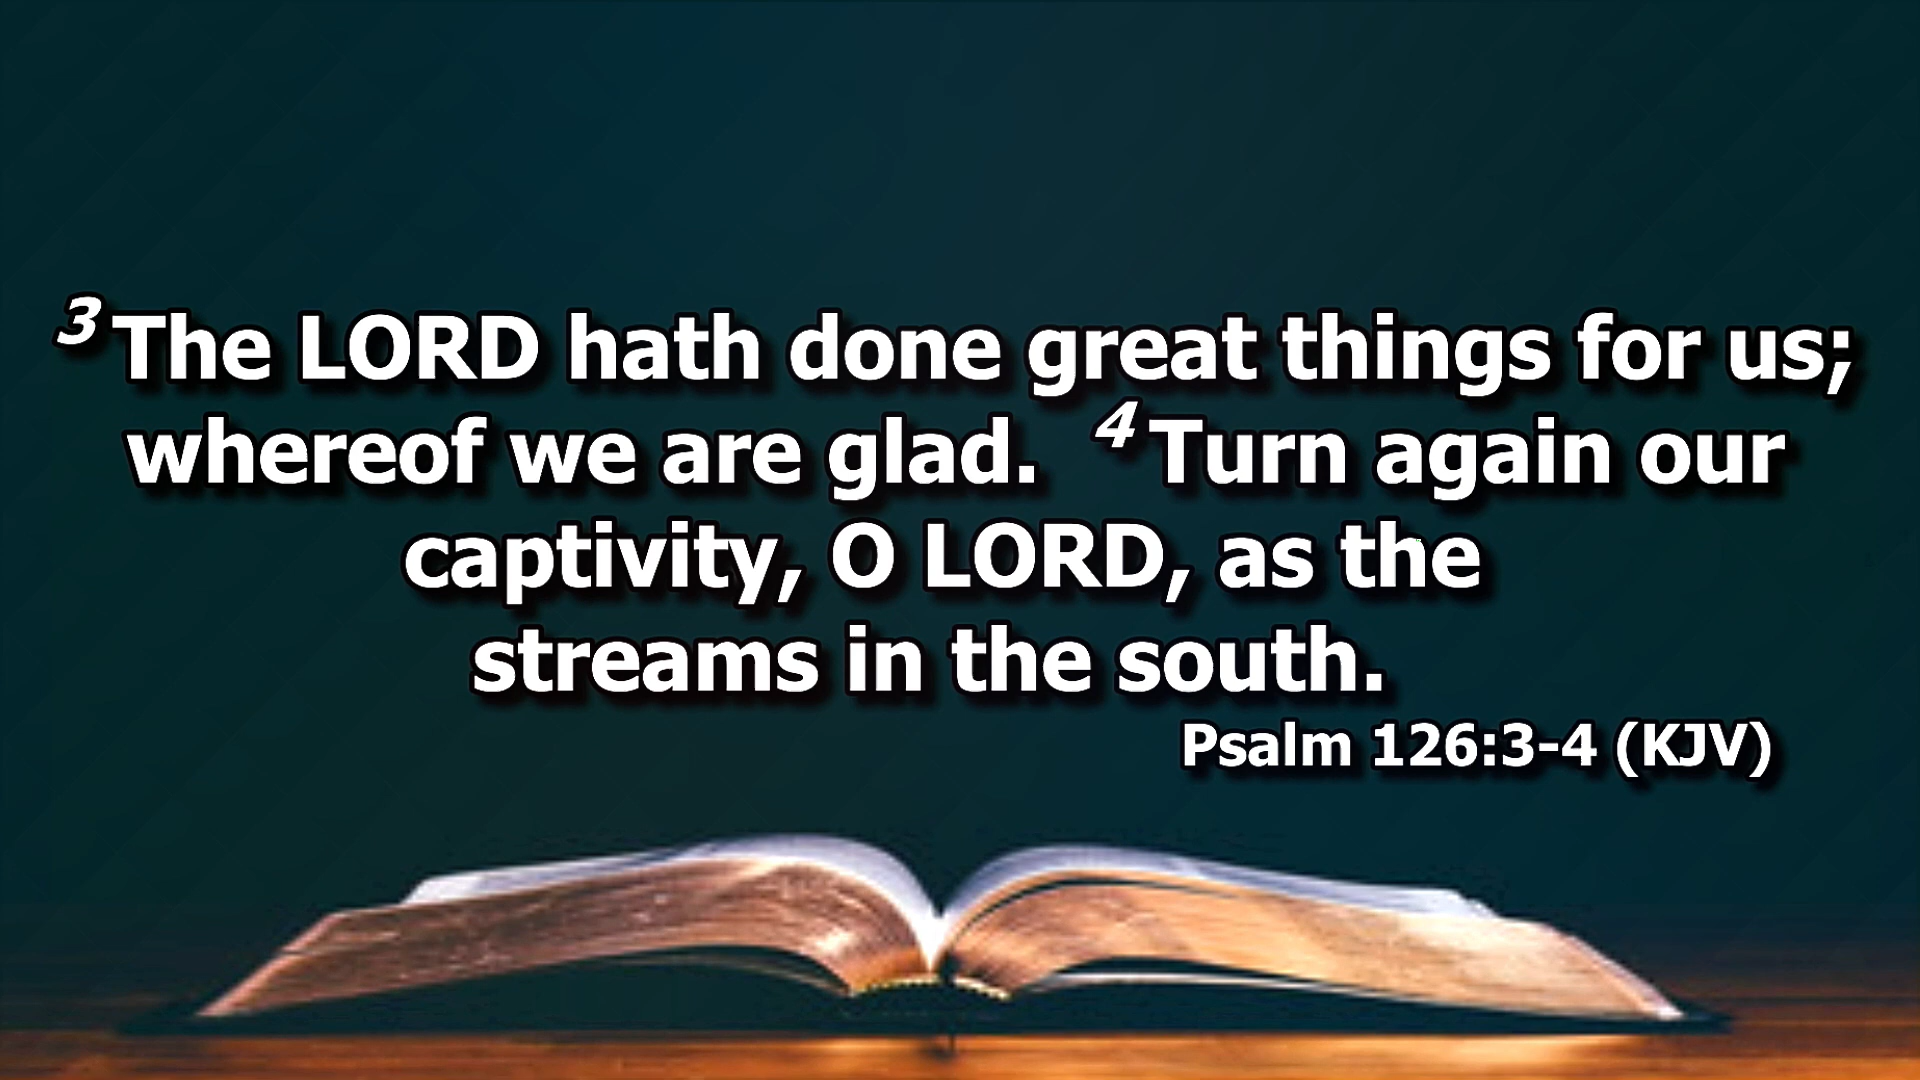 3 The LORD hath done great things for us;
whereof we are glad. 4 Turn again our
captivity, O LORD, as the
streams in the south.
Psalm 126:3-4 (KJV)